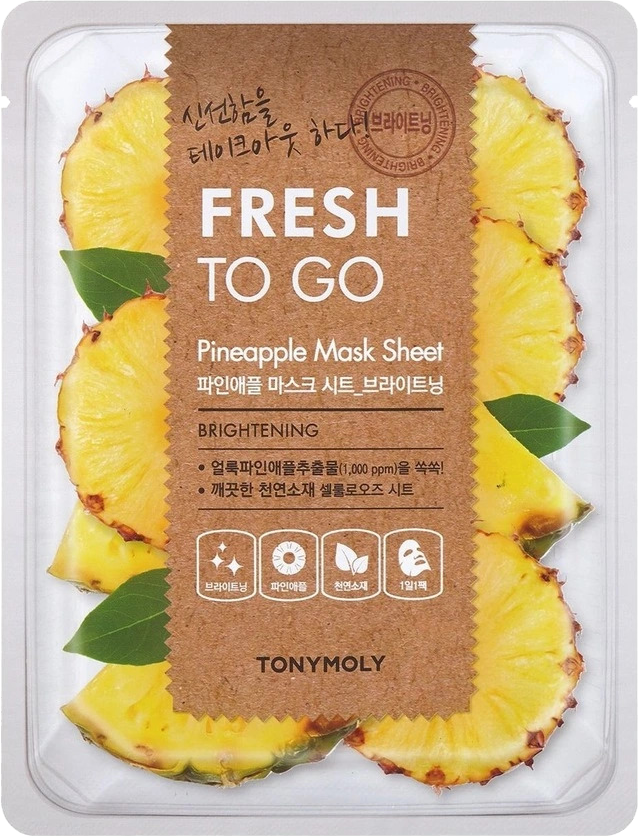 신선함을
테이크아웃 하다!
BRIGHTENING • BRIGHTENING • BRIGHTENING
브라이트닝
FRESH
TO GO
Pineapple Mask Sheet
파인애플 마스크 시트_브라이트닝
BRIGHTENING
• 얼룩파인애플추출물(1,000 ppm)을 쏙쏙!
• 깨끗한 천연소재 셀룰로오즈 시트
브라이트닝 파인애플 천연소재 1일1팩
TONYMOLY